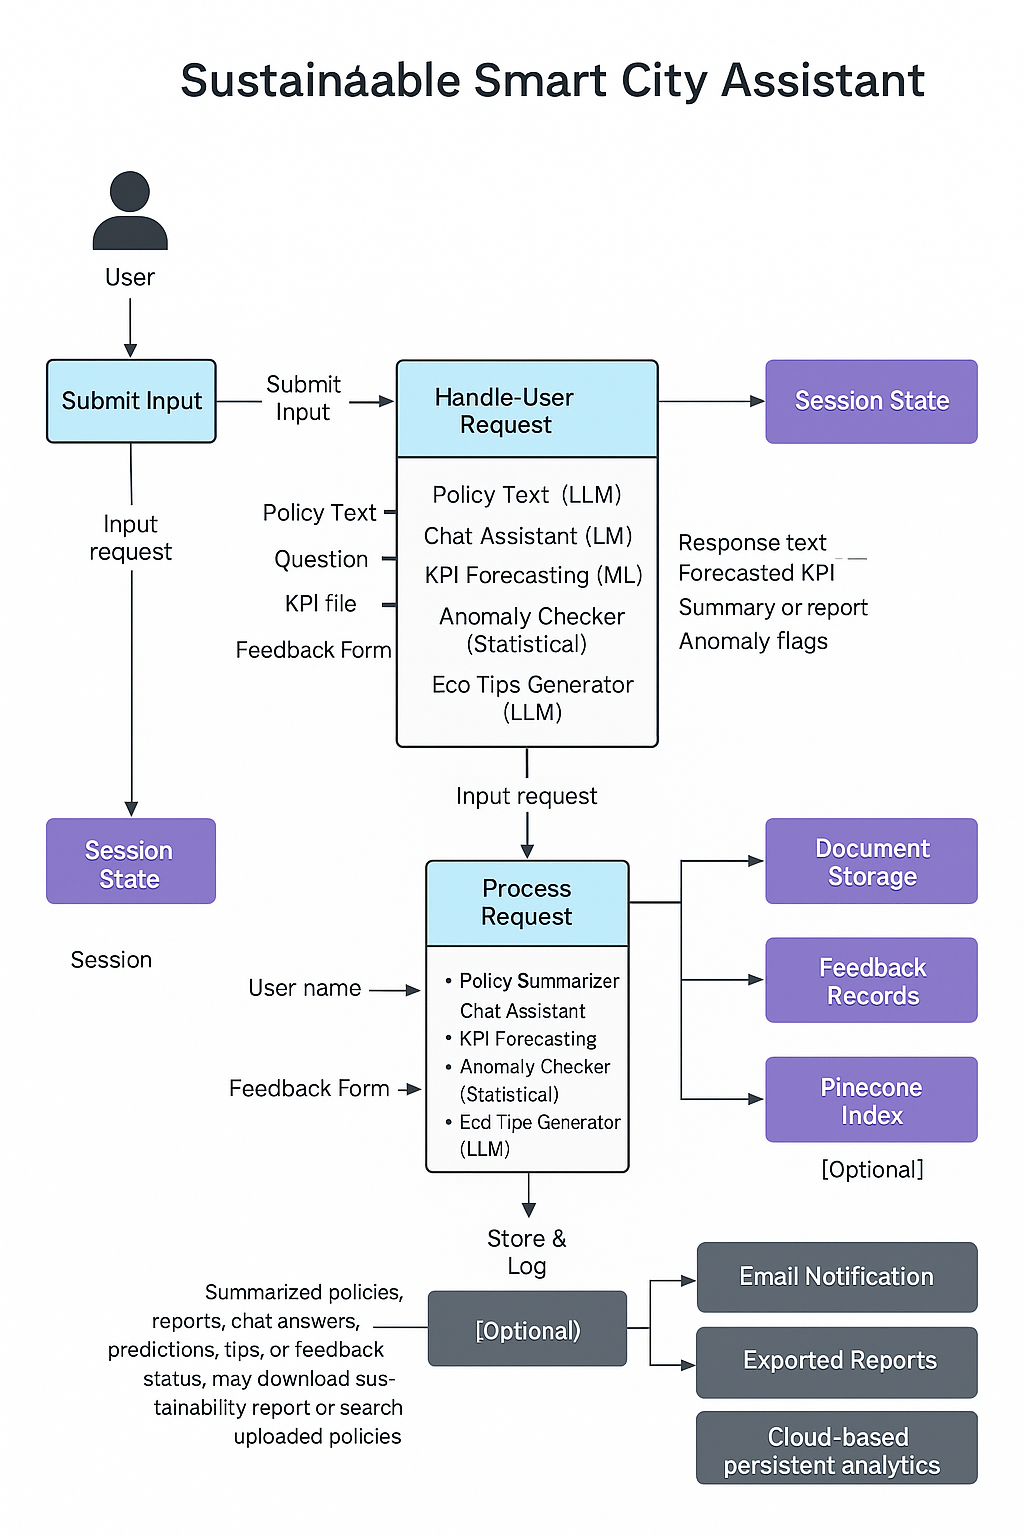 Sustaináable Smart City Assistant
User
Submit Input
Submit
Input
Handle-User
Request
Session State
Policy Text (LLM)
Chat Assistant (LM)
KPI Forecasting (ML)
Anomaly Checker
(Statistical)
Eco Tips Generator
(LLM)
Policy Text
Question
KPI file
Feedback Form
Input
request
Response text
Forecasted KPI
Summary or report
Anomaly flags
Input request
Session
State
Session
Process
Request
• Policy Summarizer
Chat Assistant
• KPI Forecasting
• Anomaly Checker
(Statistical)
• Ecd Tipe Generator
(LLM)
User name
Feedback Form
Document
Storage
Feedback
Records
Pinecone
Index
[Optional]
Store &
Log
Summarized policies,
reports, chat answers,
predictions, tips, or feedback
status, may download sus-
tainability report or search
uploaded policies
[Optional)
Email Notification
Exported Reports
Cloud-based
persistent analytics